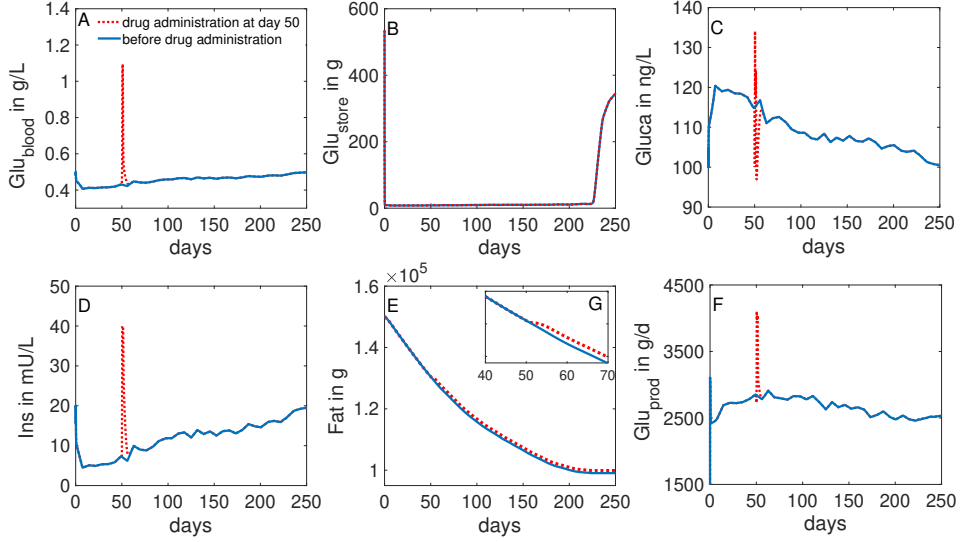 A
drug administration at day 50
before drug administration
Glu_blood in g/L
1.4
1.2
1
0.8
0.6
0.4
0 50 100 150 200 250
days
B
Glu_store in g
600
400
200
0
0 50 100 150 200 250
days
C
Gluca in ng/L
140
130
120
110
100
90
0 50 100 150 200 250
days
D
Ins in mU/L
50
40
30
20
10
0
0 50 100 150 200 250
days
×10^5
E
Fat in g
1.6
1.4
1.2
1
0 50 100 150 200 250
days
G
40 50 60 70
F
Glu_prod in g/d
4500
3500
2500
1500
0 50 100 150 200 250
days